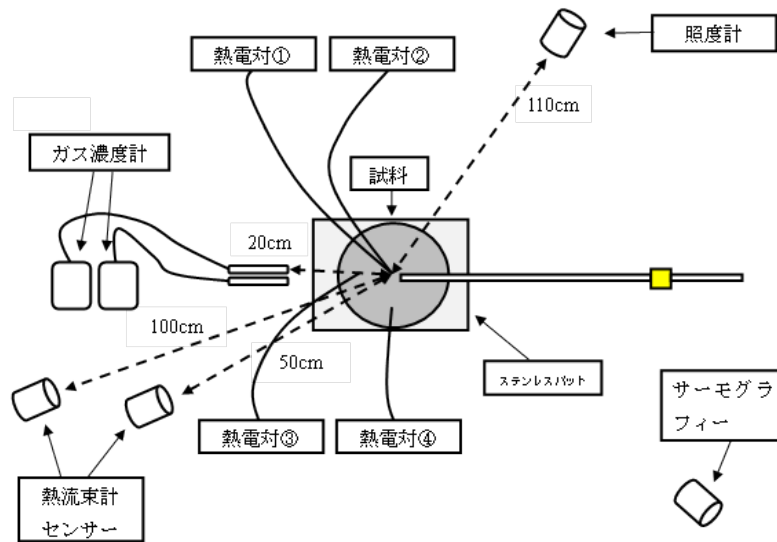 熱電対①
熱電対②
照度計
110cm
ガス濃度計
試料
20cm
100cm
50cm
ステンレスパット
サーモグラ
フィー
熱電対③
熱電対④
熱流束計
センサー